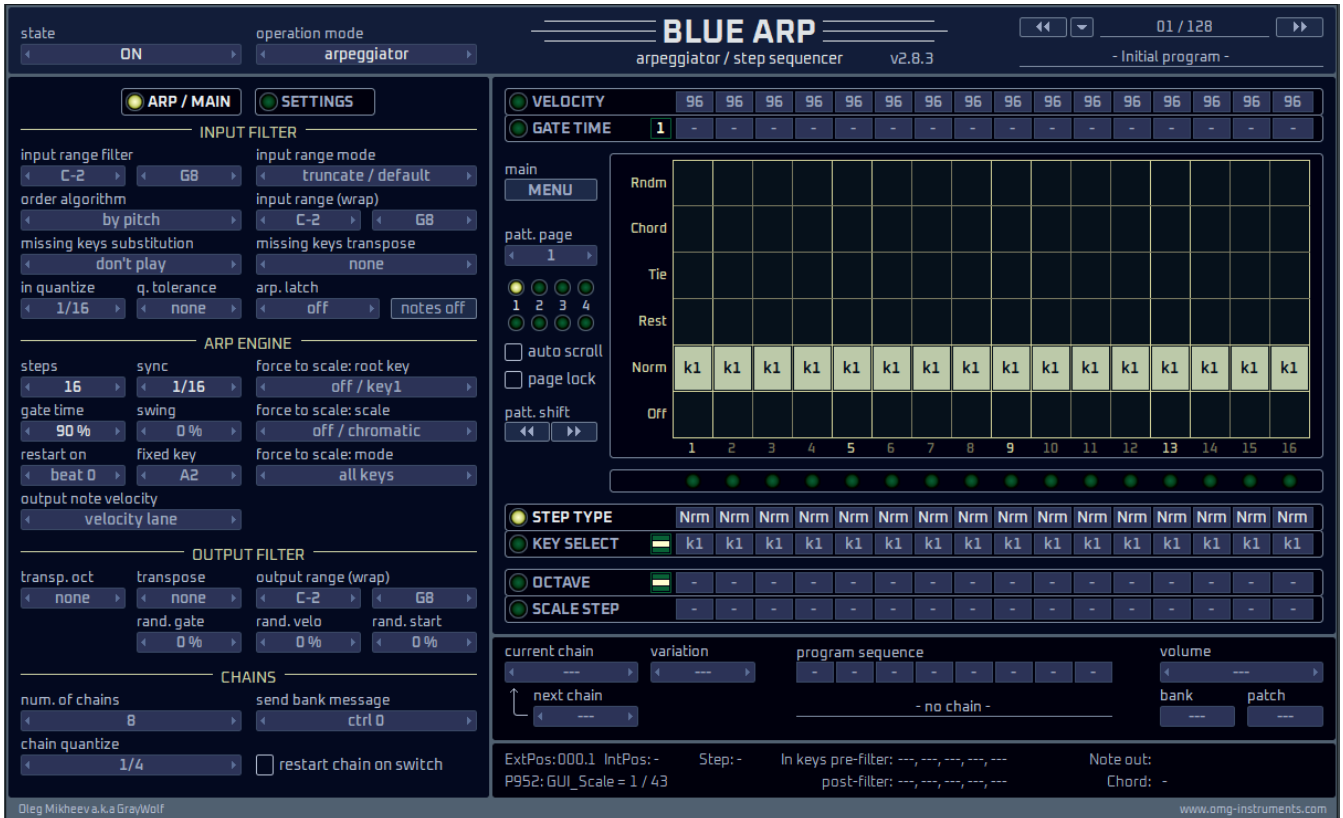 state operation mode
ON arpeggiator
BLUE ARP
arpeggiator / step sequencer v2.8.3
01 / 128
- Initial program -
ARP / MAIN SETTINGS
INPUT FILTER
input range filter input range mode
C-2 G8 truncate / default
order algorithm input range (wrap)
by pitch C-2 G8
missing keys substitution missing keys transpose
don't play none
in quantize q. tolerance arp. latch
1/16 none off notes off
ARP ENGINE
steps sync force to scale: root key
16 1/16 off / key1
gate time swing force to scale: scale
90 % 0 % off / chromatic
restart on fixed key force to scale: mode
beat 0 A2 all keys
output note velocity
velocity lane
OUTPUT FILTER
transp. oct transpose output range (wrap)
none none C-2 G8
rand. gate rand. velo rand. start
0 % 0 % 0 %
CHAINS
num. of chains send bank message
8 ctrl 0
chain quantize
1/4 restart chain on switch
VELOCITY 96 96 96 96 96 96 96 96 96 96 96 96 96 96 96 96
GATE TIME 1 - - - - - - - - - - - - - - - -
main
MENU
patt. page
1
1 2 3 4
auto scroll
page lock
patt. shift
Rndm
Chord
Tie
Rest
Norm k1 k1 k1 k1 k1 k1 k1 k1 k1 k1 k1 k1 k1 k1 k1 k1
Off
1 2 3 4 5 6 7 8 9 10 11 12 13 14 15 16
STEP TYPE Nrm Nrm Nrm Nrm Nrm Nrm Nrm Nrm Nrm Nrm Nrm Nrm Nrm Nrm Nrm Nrm
KEY SELECT k1 k1 k1 k1 k1 k1 k1 k1 k1 k1 k1 k1 k1 k1 k1 k1
OCTAVE - - - - - - - - - - - - - - - -
SCALE STEP - - - - - - - - - - - - - - - -
current chain variation program sequence volume
--- --- - - - - - - - - ---
next chain - no chain - bank patch
--- --- ---
ExtPos:000.1 IntPos: - Step: - In keys pre-filter: ---, ---, ---, ---, --- Note out:
P952: GUI_Scale = 1 / 43 post-filter: ---, ---, ---, ---, --- Chord: -
Oleg Mikheev a.k.a GrayWolf www.omg-instruments.com